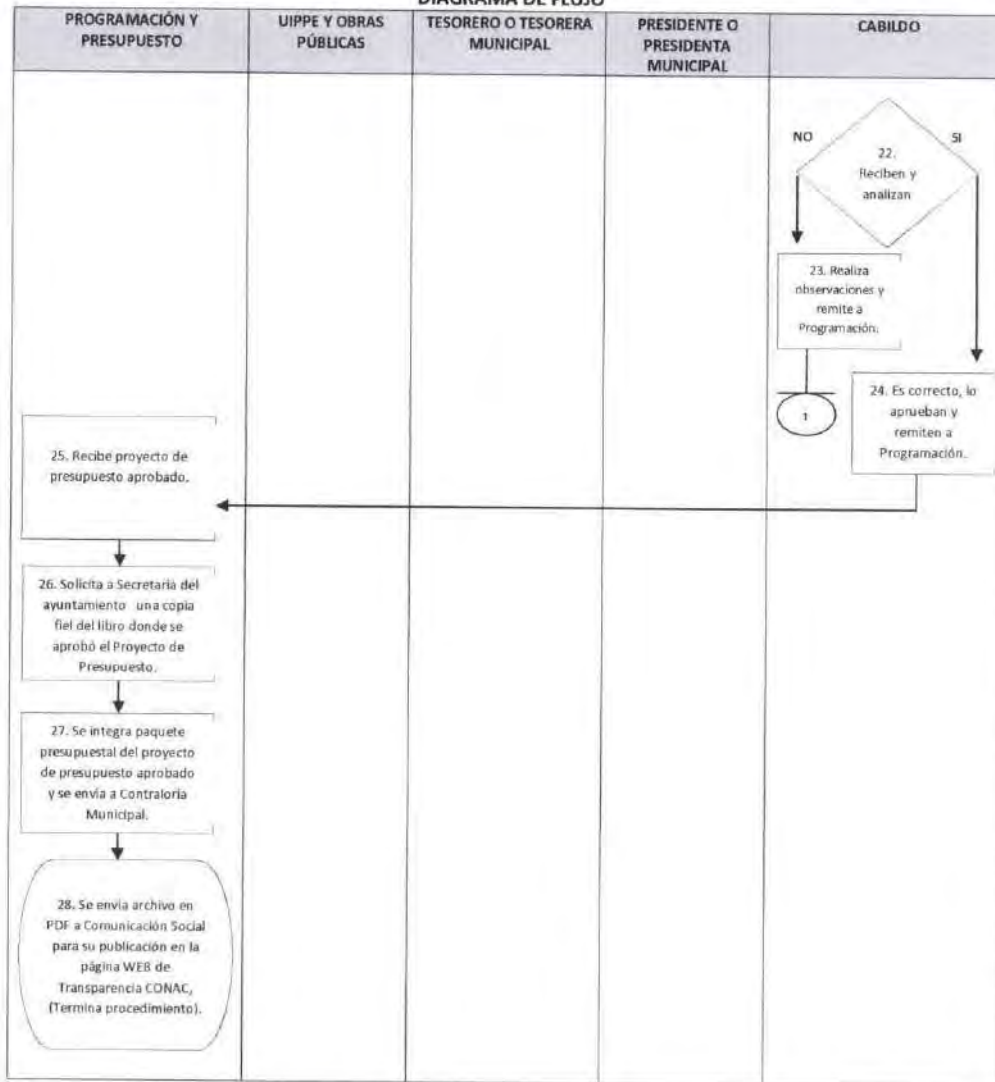 DIAGRAMA DE FLUJO
PROGRAMACIÓN Y
PRESUPUESTO
UIPPE Y OBRAS
PÚBLICAS
TESORERO O TESORERA
MUNICIPAL
PRESIDENTE O
PRESIDENTA
MUNICIPAL
CABILDO
NO
SI
22.
Reciben y
analizan
23. Realiza
observaciones y
remite a
Programación.
1
24. Es correcto, lo
aprueban y
remiten a
Programación.
25. Recibe proyecto de
presupuesto aprobado.
26. Solicita a Secretaria del
ayuntamiento una copia
fiel del libro donde se
aprobó el Proyecto de
Presupuesto.
27. Se integra paquete
presupuestal del proyecto
de presupuesto aprobado
y se envía a Contraloría
Municipal.
28. Se envía archivo en
PDF a Comunicación Social
para su publicación en la
página WEB de
Transparencia CONAC,
(Termina procedimiento).